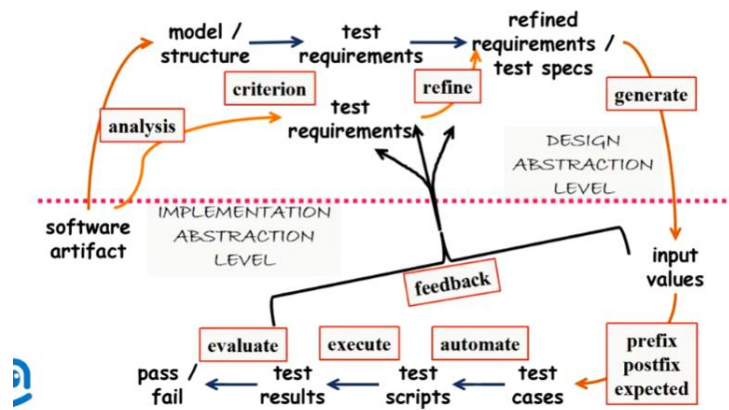 model /
structure
test
requirements
refined
requirements /
test specs
criterion
refine
generate
analysis
test
requirements
DESIGN
ABSTRACTION
LEVEL
IMPLEMENTATION
ABSTRACTION
LEVEL
software
artifact
input
values
feedback
evaluate
execute
automate
prefix
postfix
expected
pass /
fail
test
results
test
scripts
test
cases